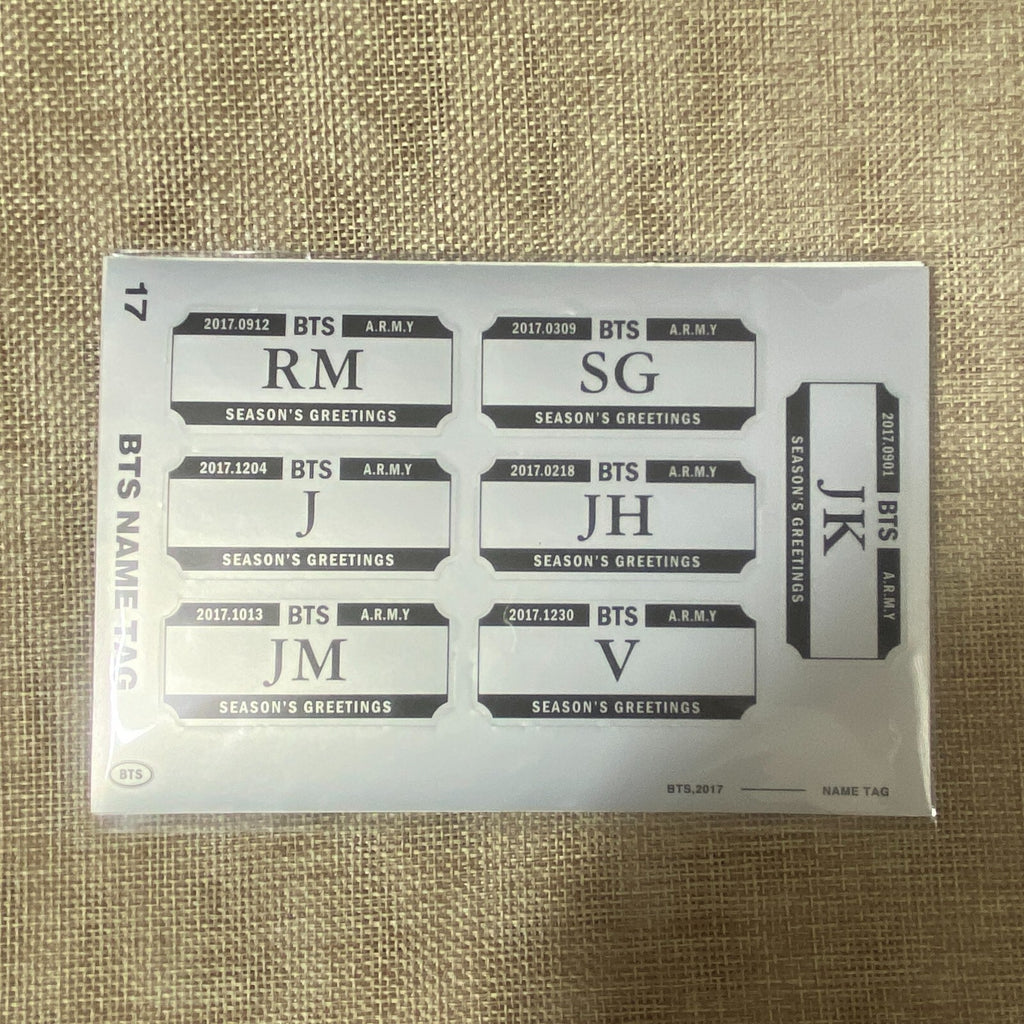 17
BTS NAME TAG
2017.0912 BTS A.R.M.Y
RM
SEASON'S GREETINGS
2017.0309 BTS A.R.M.Y
SG
SEASON'S GREETINGS
2017.1204 BTS A.R.M.Y
J
SEASON'S GREETINGS
2017.0218 BTS A.R.M.Y
JH
SEASON'S GREETINGS
2017.1013 BTS A.R.M.Y
JM
SEASON'S GREETINGS
2017.1230 BTS A.R.M.Y
V
SEASON'S GREETINGS
2017.0901 BTS A.R.M.Y
JK
SEASON'S GREETINGS
BTS
BTS,2017 NAME TAG